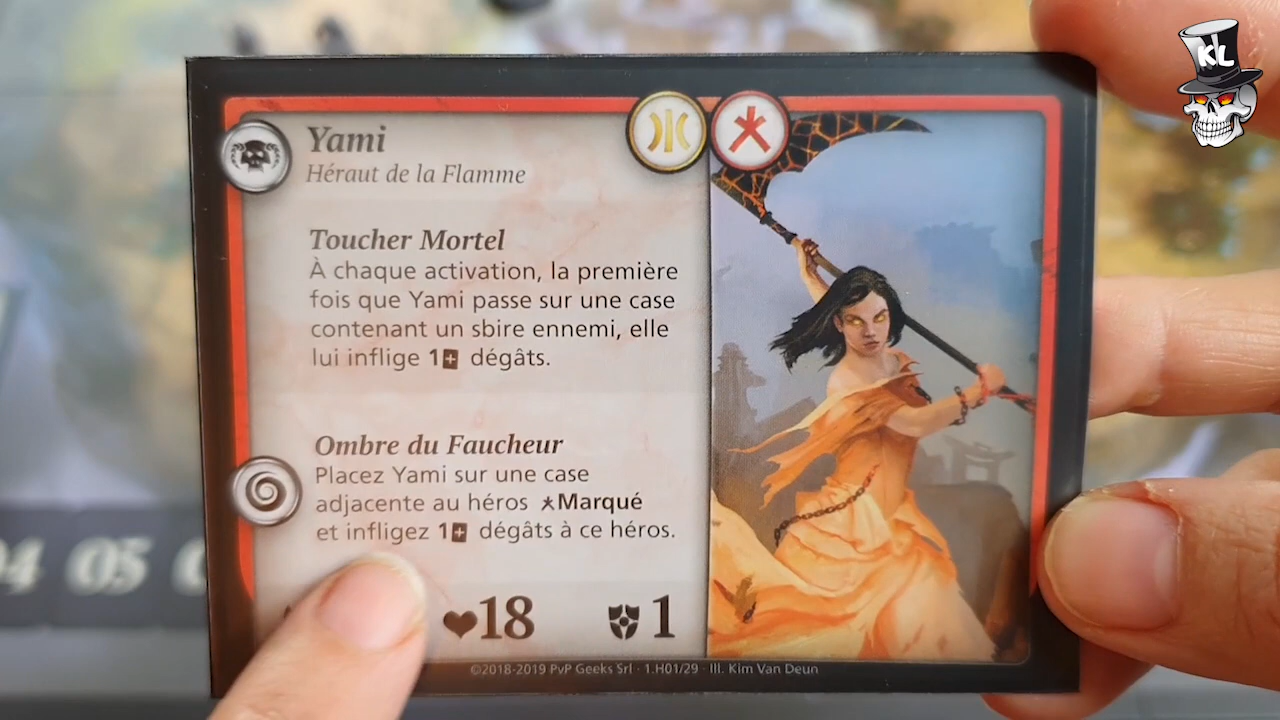 KL
Yami
Héraut de la Flamme
Toucher Mortel
À chaque activation, la première
fois que Yami passe sur une case
contenant un sbire ennemi, elle
lui inflige 1+ dégâts.
Ombre du Faucheur
Placez Yami sur une case
adjacente au héros Marqué
et infligez 1+ dégâts à ce héros.
18 1
©2018-2019 PvP Geeks Srl · 1.H01/29 · Ill. Kim Van Deun
04 05